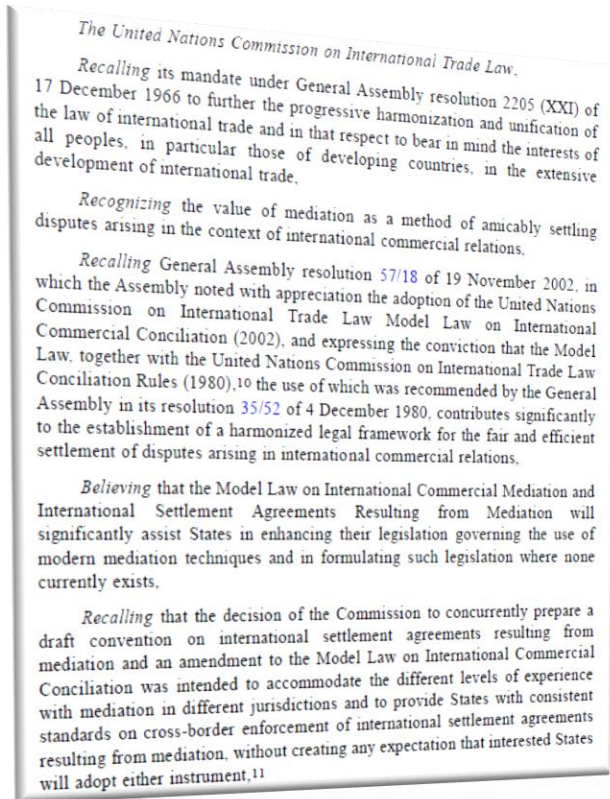 The United Nations Commission on International Trade Law,
Recalling its mandate under General Assembly resolution 2205 (XXI) of
17 December 1966 to further the progressive harmonization and unification of
the law of international trade and in that respect to bear in mind the interests of
all peoples, in particular those of developing countries, in the extensive
development of international trade,
Recognizing the value of mediation as a method of amicably settling
disputes arising in the context of international commercial relations,
Recalling General Assembly resolution 57/18 of 19 November 2002, in
which the Assembly noted with appreciation the adoption of the United Nations
Commission on International Trade Law Model Law on International
Commercial Conciliation (2002), and expressing the conviction that the Model
Law, together with the United Nations Commission on International Trade Law
Conciliation Rules (1980),10 the use of which was recommended by the General
Assembly in its resolution 35/52 of 4 December 1980, contributes significantly
to the establishment of a harmonized legal framework for the fair and efficient
settlement of disputes arising in international commercial relations,
Believing that the Model Law on International Commercial Mediation and
International Settlement Agreements Resulting from Mediation will
significantly assist States in enhancing their legislation governing the use of
modern mediation techniques and in formulating such legislation where none
currently exists,
Recalling that the decision of the Commission to concurrently prepare a
draft convention on international settlement agreements resulting from
mediation and an amendment to the Model Law on International Commercial
Conciliation was intended to accommodate the different levels of experience
with mediation in different jurisdictions and to provide States with consistent
standards on cross-border enforcement of international settlement agreements
resulting from mediation, without creating any expectation that interested States
will adopt either instrument,11